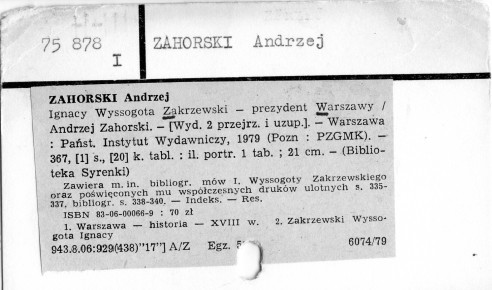 75 878
I
ZAHORSKI Andrzej
ZAHORSKI Andrzej
Ignacy Wyssogota Zakrzewski — prezydent Warszawy /
Andrzej Zahorski. — [Wyd. 2 przejrz. i uzup.]. — Warszawa
: Państ. Instytut Wydawniczy, 1979 (Pozn : PZGMK). —
367, [1] s., [20] k. tabl. : il. portr. 1 tab. ; 21 cm. — (Biblio-
teka Syrenki)
Zawiera m.in. bibliogr. mów I. Wyssogoty Zakrzewskiego
oraz poświęconych mu współczesnych druków ulotnych s. 335-
337, bibliogr. s. 338-340. — Indeks. — Res.
ISBN 83-06-00066-9 : 70 zł
1. Warszawa — historia — XVIII w. 2. Zakrzewski Wysso-
gota Ignacy
943.8.06:929(438)"17"] A/Z Egz. 6074/79